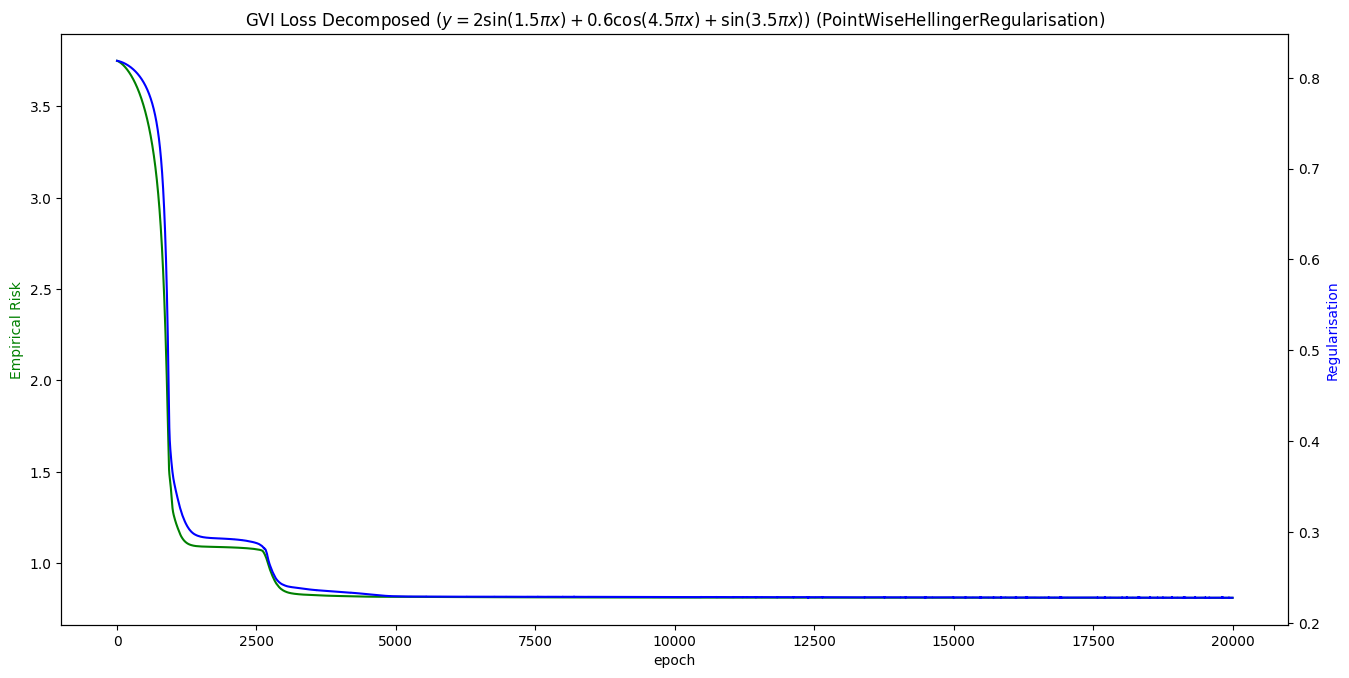 GVI Loss Decomposed (y = 2sin(1.5πx) + 0.6cos(4.5πx) + sin(3.5πx)) (PointWiseHellingerRegularisation)
3.5
3.0
2.5
2.0
1.5
1.0
Empirical Risk
0.8
0.7
0.6
0.5
0.4
0.3
0.2
Regularisation
0 2500 5000 7500 10000 12500 15000 17500 20000
epoch